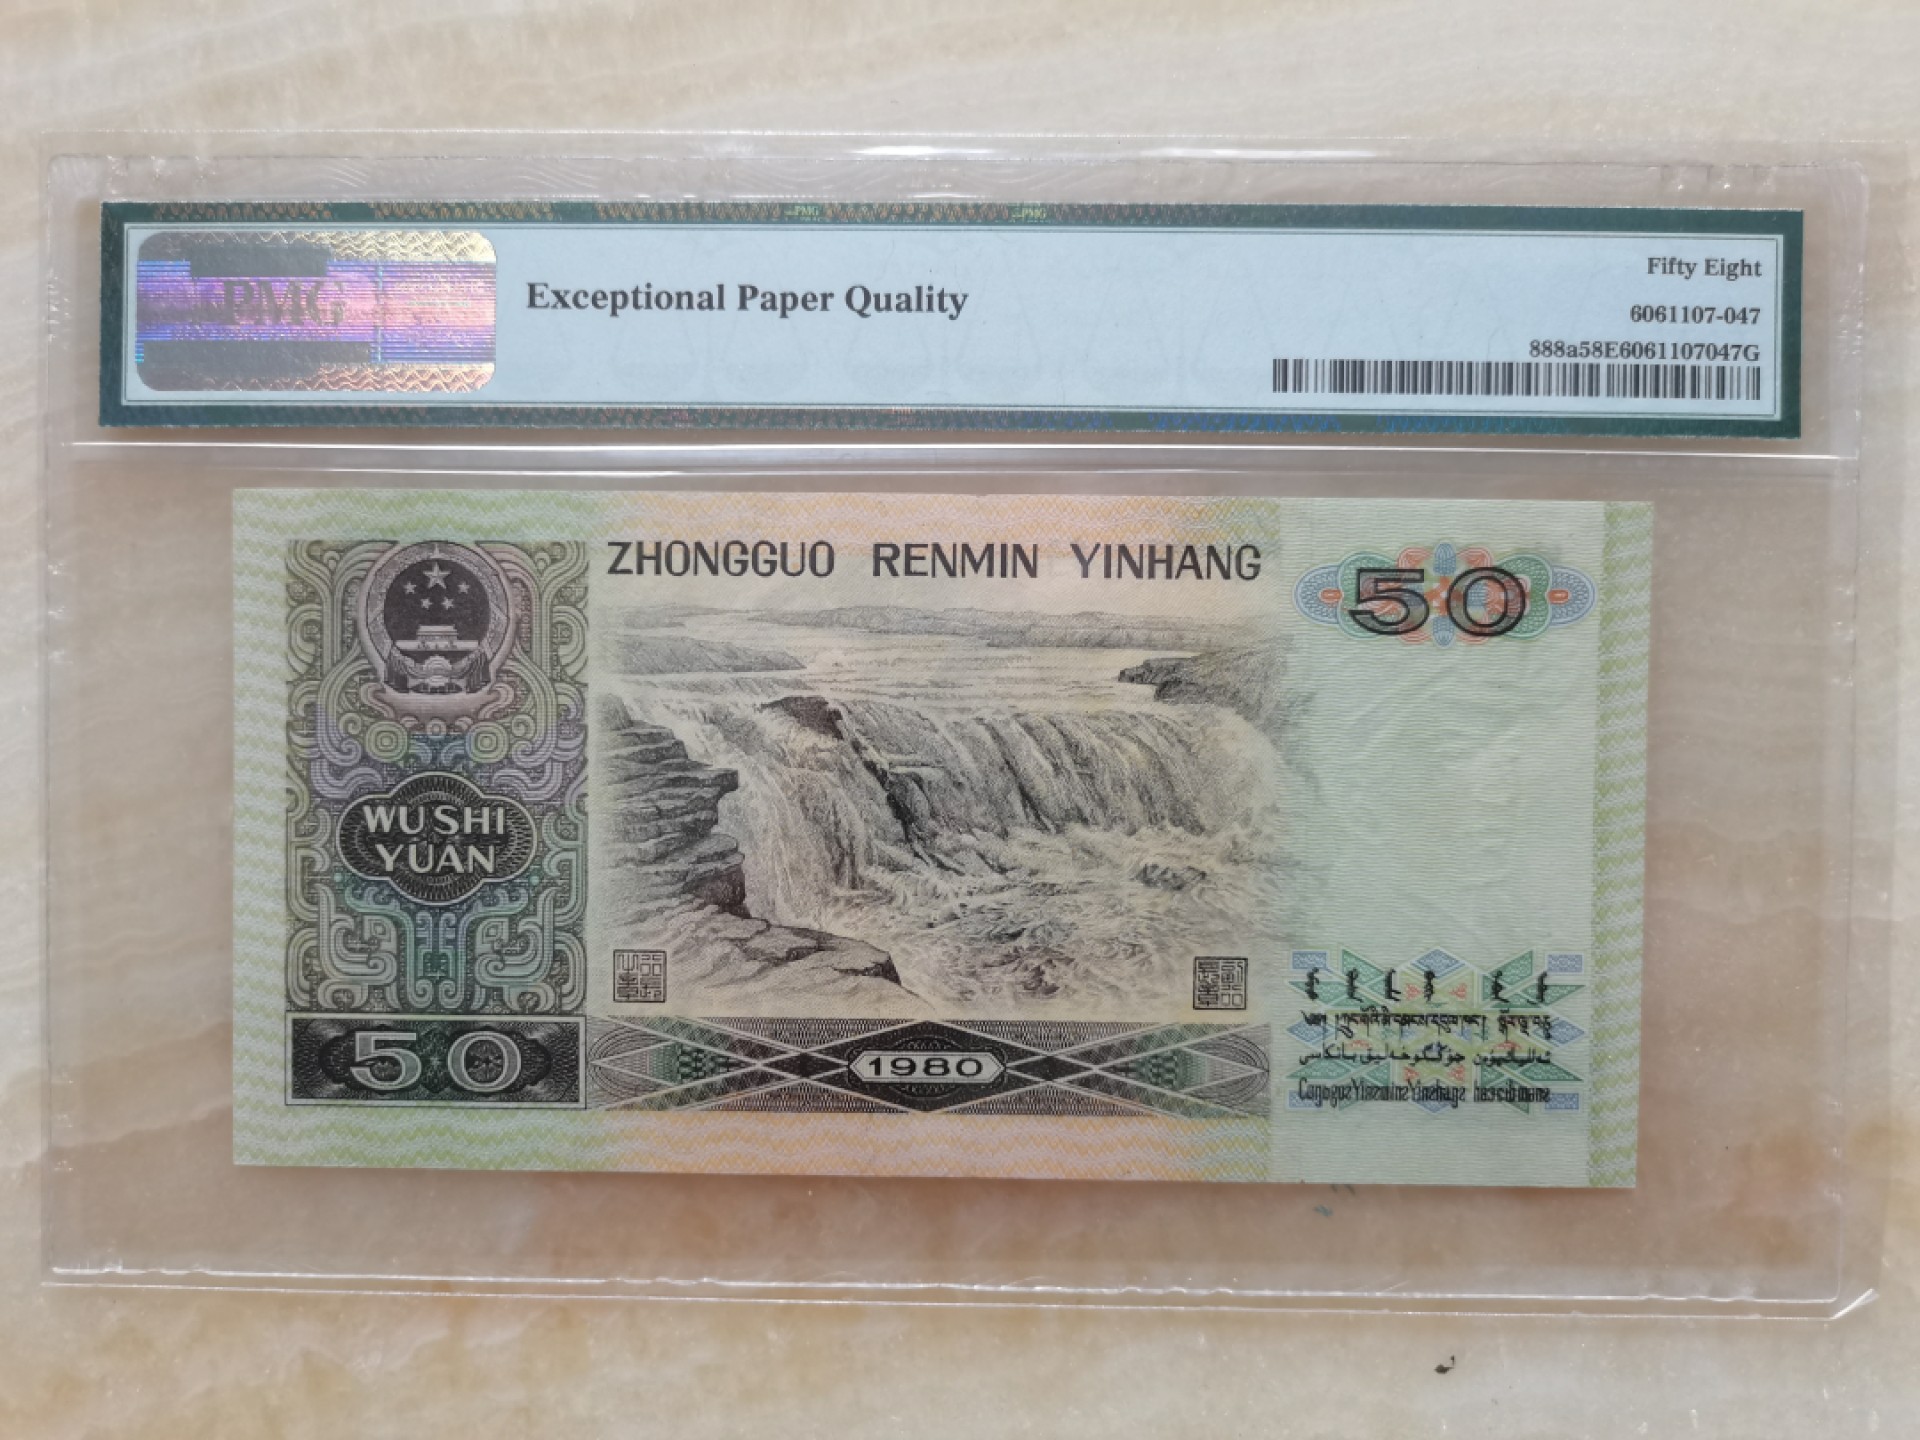 PMG
Exceptional Paper Quality
Fifty Eight
6061107-047
888a58E6061107047G
ZHONGGUO RENMIN YINHANG
50
WU SHI
YUAN
50
1980